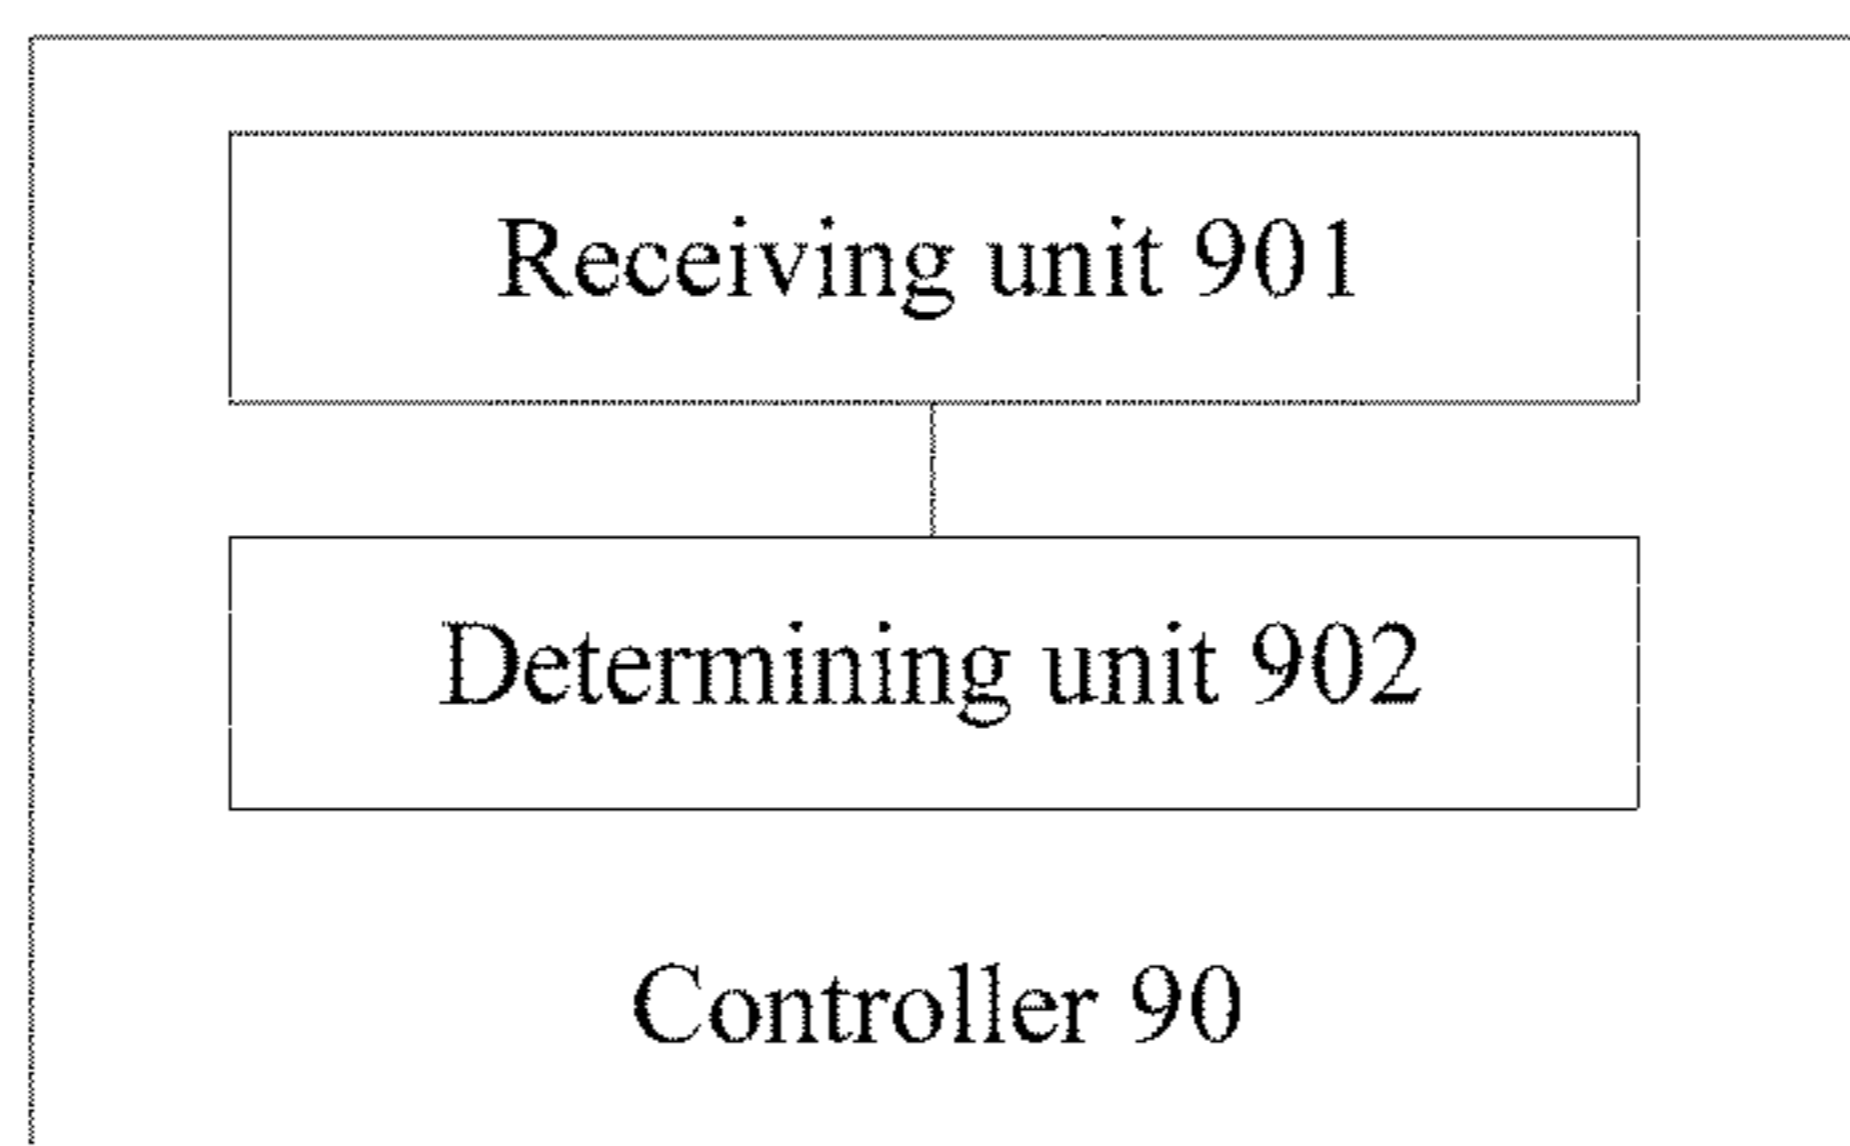 Receiving unit 901
Determining unit 902
Controller 90